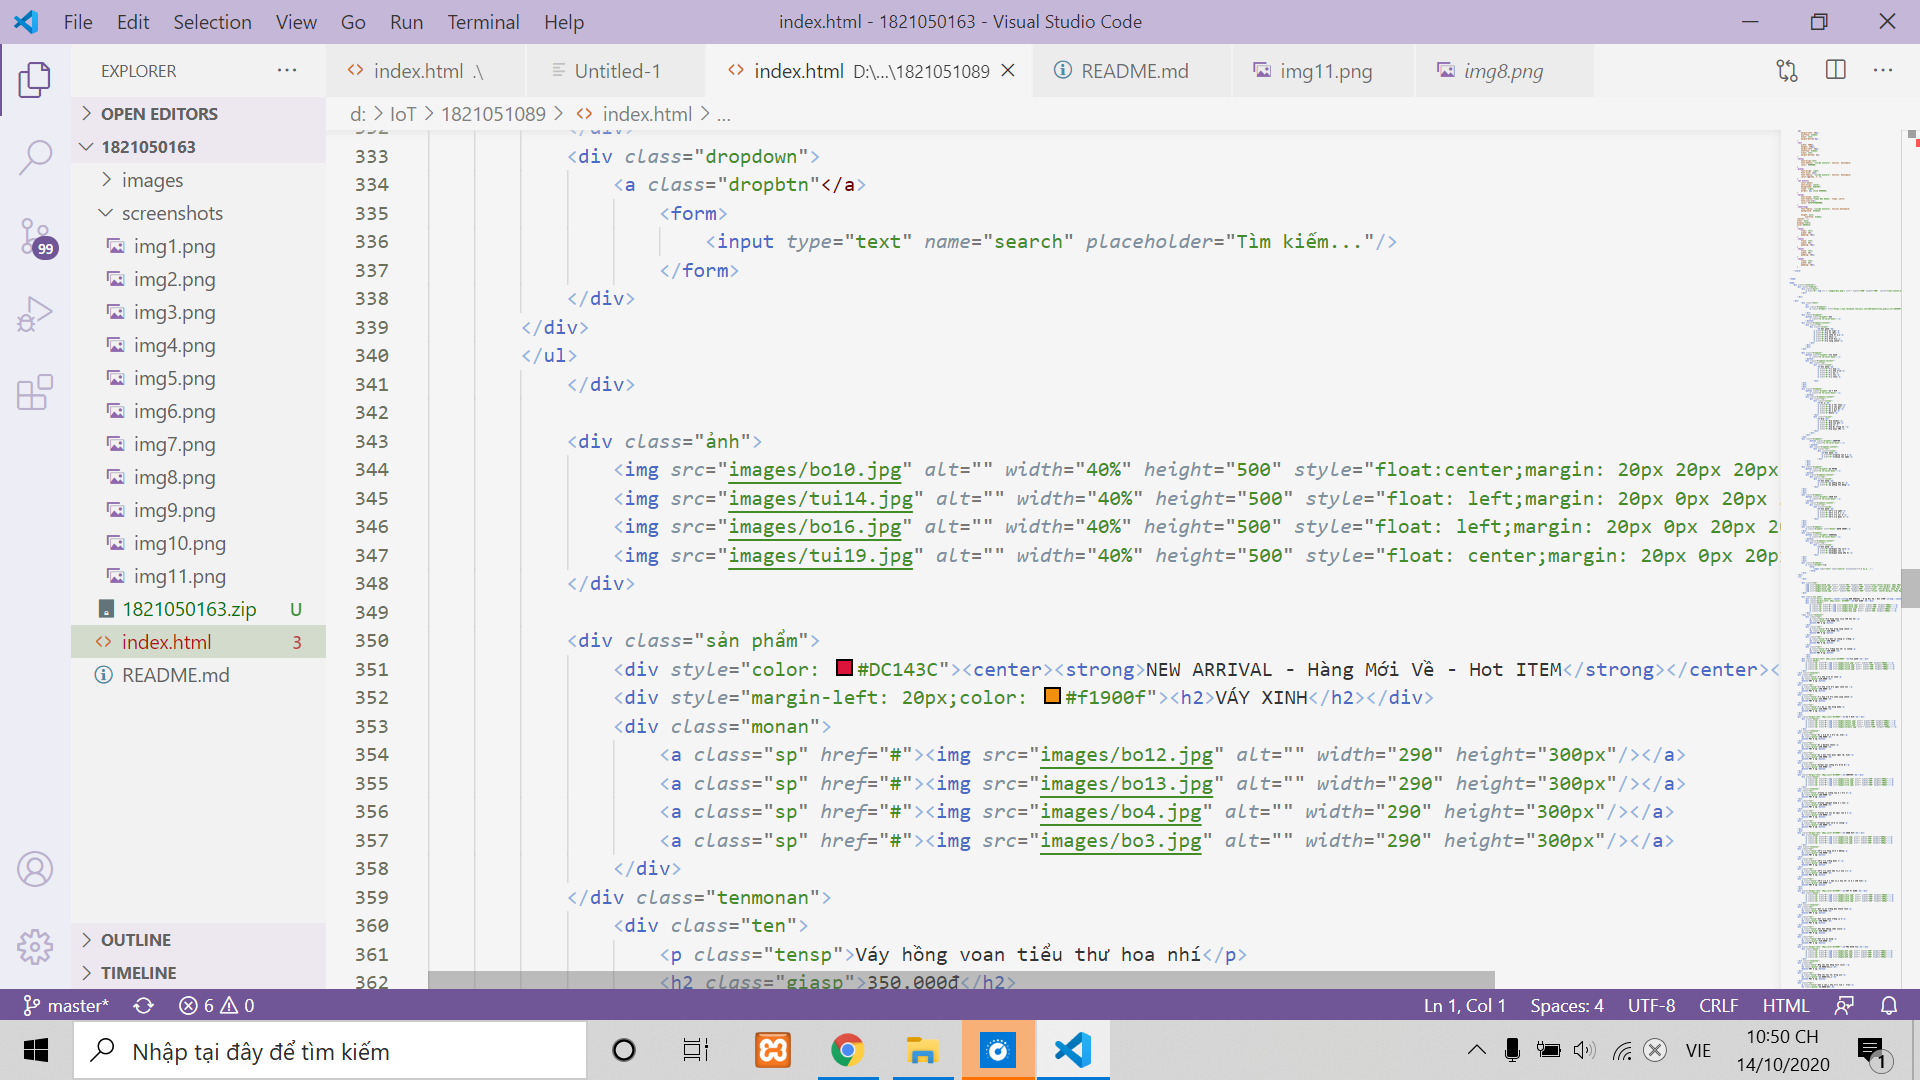 File Edit Selection View Go Run Terminal Help
index.html - 1821050163 - Visual Studio Code
EXPLORER
index.html .\
Untitled-1
index.html D:\...\1821051089
README.md
img11.png
img8.png
d: > IoT > 1821051089 > index.html > ...
OPEN EDITORS
1821050163
images
screenshots
img1.png
img2.png
img3.png
img4.png
img5.png
img6.png
img7.png
img8.png
img9.png
img10.png
img11.png
1821050163.zip U
index.html 3
README.md
OUTLINE
TIMELINE
99
332 </div>
333 <div class="dropdown">
334 <a class="dropbtn"</a>
335 <form>
336 <input type="text" name="search" placeholder="Tìm kiếm..."/>
337 </form>
338 </div>
339 </div>
340 </ul>
341 </div>
342
343 <div class="ảnh">
344 <img src="images/bo10.jpg" alt="" width="40%" height="500" style="float:center;margin: 20px 20px 20px
345 <img src="images/tui14.jpg" alt="" width="40%" height="500" style="float: left;margin: 20px 0px 20px
346 <img src="images/bo16.jpg" alt="" width="40%" height="500" style="float: left;margin: 20px 0px 20px 2
347 <img src="images/tui19.jpg" alt="" width="40%" height="500" style="float: center;margin: 20px 0px 20p
348 </div>
349
350 <div class="sản phẩm">
351 <div style="color: #DC143C"><center><strong>NEW ARRIVAL - Hàng Mới Về - Hot ITEM</strong></center><
352 <div style="margin-left: 20px;color: #f1900f"><h2>VÁY XINH</h2></div>
353 <div class="monan">
354 <a class="sp" href="#"><img src="images/bo12.jpg" alt="" width="290" height="300px"/></a>
355 <a class="sp" href="#"><img src="images/bo13.jpg" alt="" width="290" height="300px"/></a>
356 <a class="sp" href="#"><img src="images/bo4.jpg" alt="" width="290" height="300px"/></a>
357 <a class="sp" href="#"><img src="images/bo3.jpg" alt="" width="290" height="300px"/></a>
358 </div>
359 </div class="tenmonan">
360 <div class="ten">
361 <p class="tensp">Váy hồng voan tiểu thư hoa nhí</p>
362 <h2 class="giasp">350.000đ</h2>
master* 6 0
Ln 1, Col 1 Spaces: 4 UTF-8 CRLF HTML
Nhập tại đây để tìm kiếm
VIE
10:50 CH
14/10/2020
1